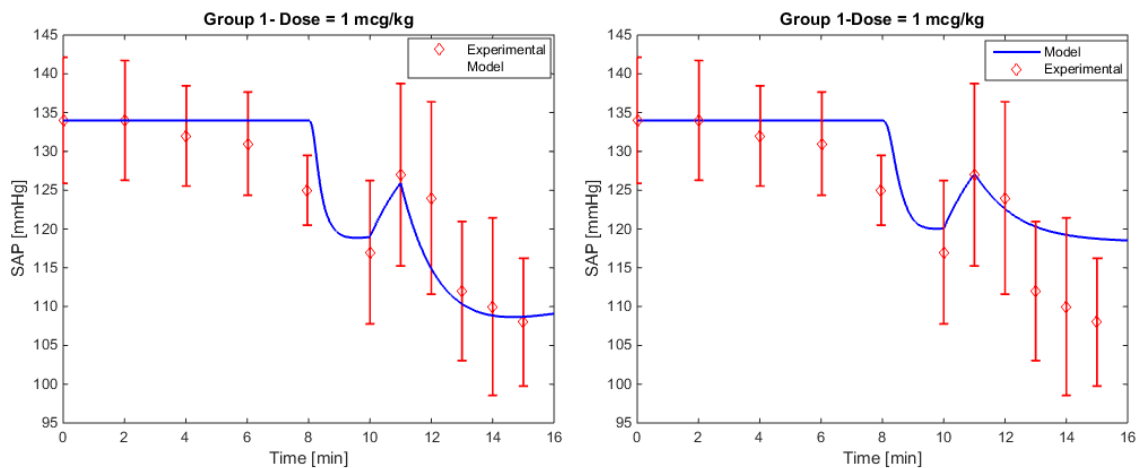 Group 1- Dose = 1 mcg/kg
145
140
135
130
125
120
115
110
105
100
95
SAP [mmHg]
Experimental
Model
0 2 4 6 8 10 12 14 16
Time [min]
Group 1-Dose = 1 mcg/kg
145
140
135
130
125
120
115
110
105
100
95
SAP [mmHg]
Model
Experimental
0 2 4 6 8 10 12 14 16
Time [min]